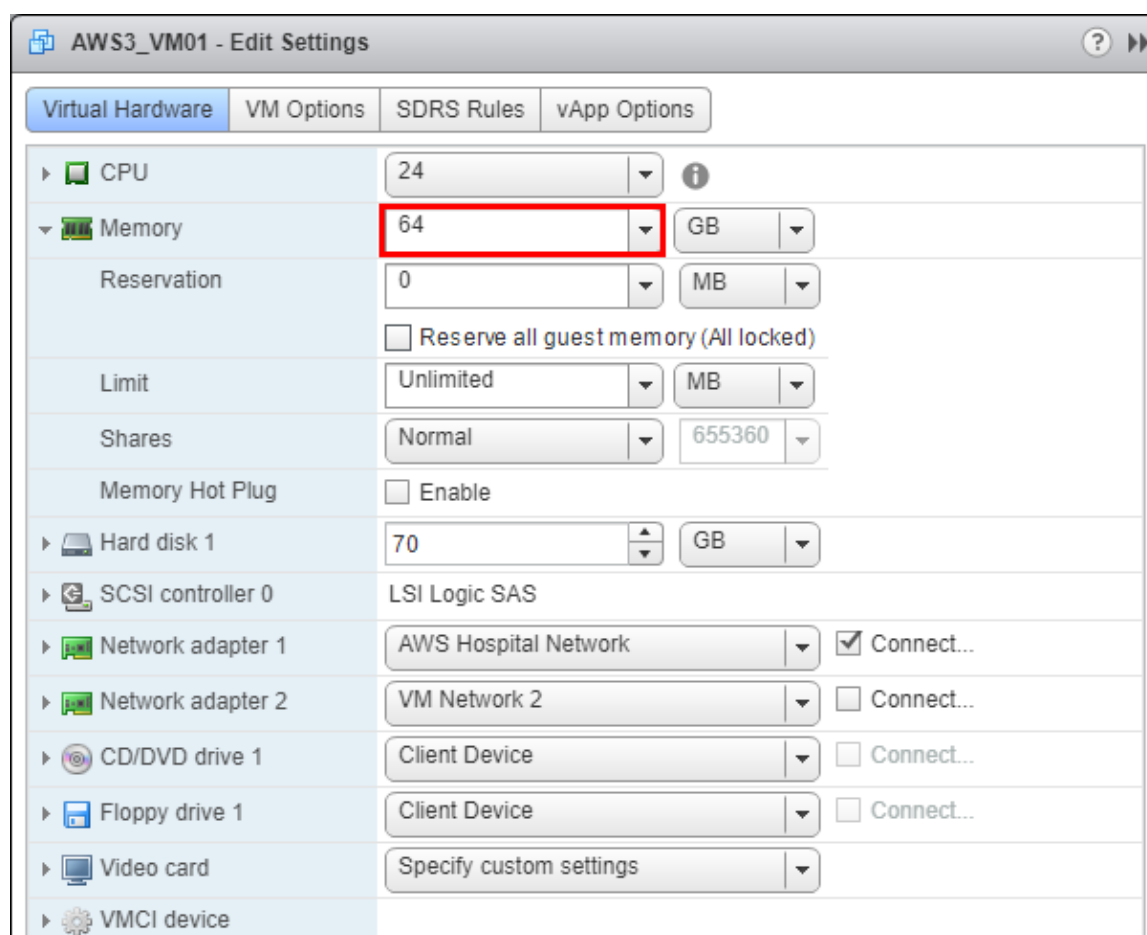 AWS3_VM01 - Edit Settings ?
Virtual Hardware VM Options SDRS Rules vApp Options
CPU 24
Memory 64 GB
Reservation 0 MB
Reserve all guest memory (All locked)
Limit Unlimited MB
Shares Normal 655360
Memory Hot Plug Enable
Hard disk 1 70 GB
SCSI controller 0 LSI Logic SAS
Network adapter 1 AWS Hospital Network Connect...
Network adapter 2 VM Network 2 Connect...
CD/DVD drive 1 Client Device Connect...
Floppy drive 1 Client Device Connect...
Video card Specify custom settings
VMCI device